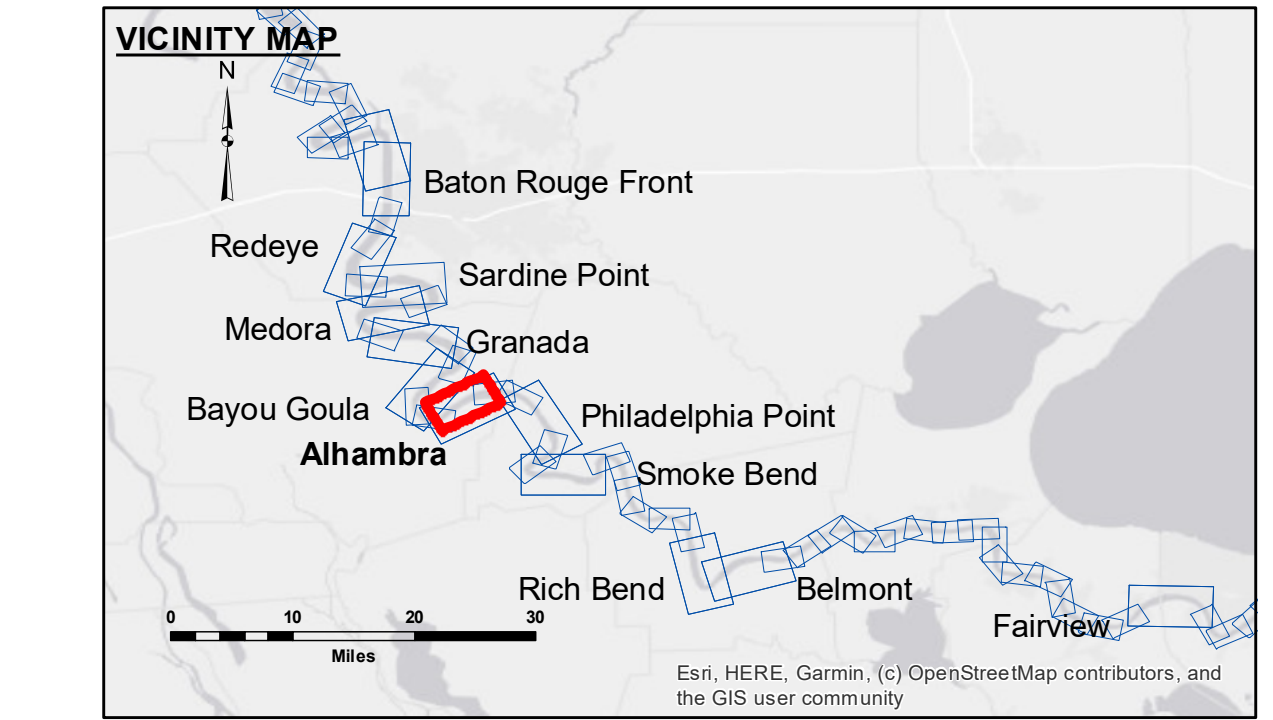 VICINITY MAP
N
Baton Rouge Front
Redeye
Sardine Point
Medora
Granada
Bayou Goula
Philadelphia Point
Alhambra
Smoke Bend
Rich Bend
Belmont
Fairview
0 10 20 30
Miles
Esri, HERE, Garmin, (c) OpenStreetMap contributors, and
the GIS user community